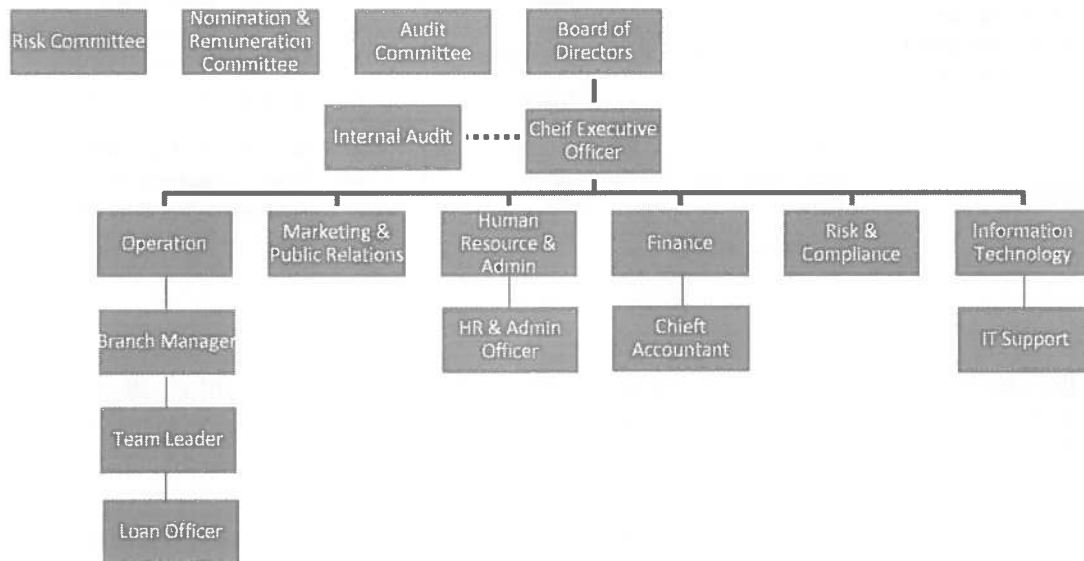 Risk Committee
Nomination &
Remuneration
Committee
Audit
Committee
Board of
Directors
Internal Audit
Cheif Executive
Officer
Operation
Marketing &
Public Relations
Human
Resource &
Admin
Finance
Risk &
Compliance
Information
Technology
Branch Manager
HR & Admin
Officer
Chieft
Accountant
IT Support
Team Leader
Loan Officer